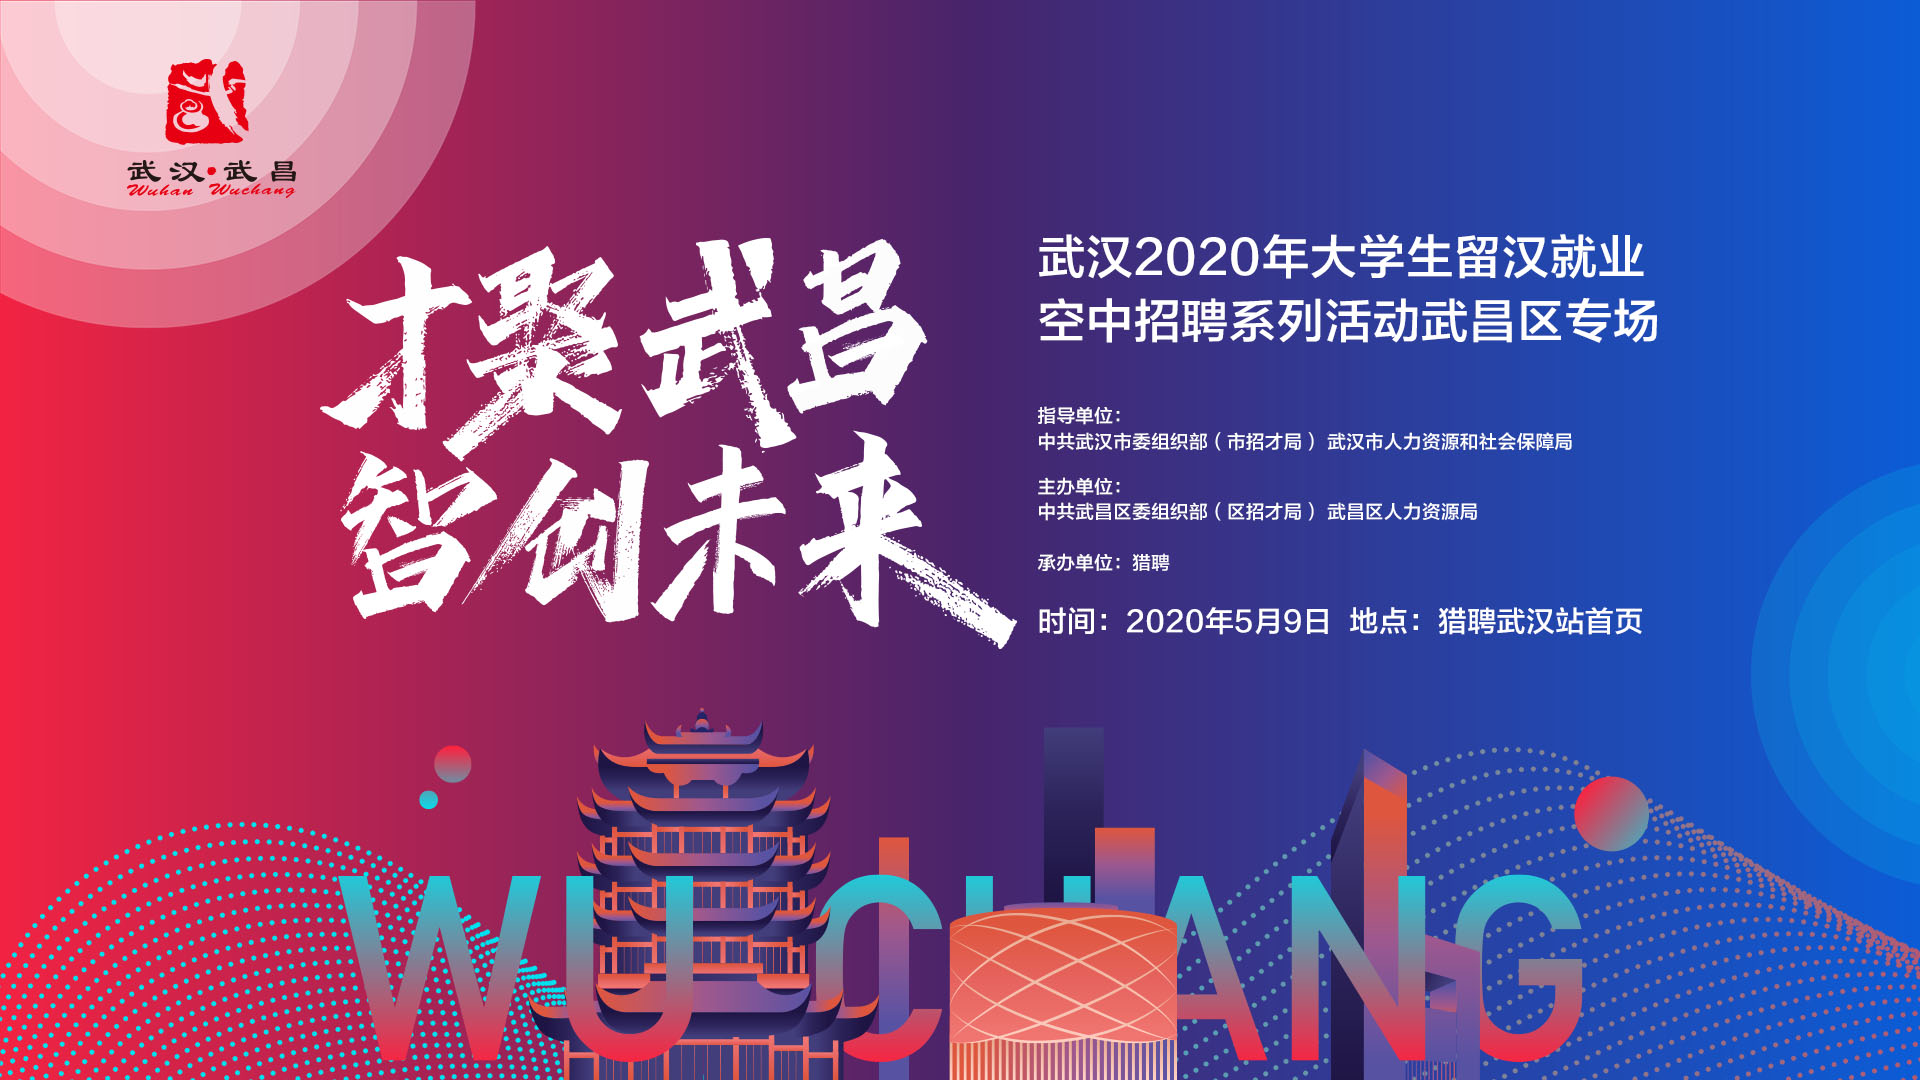 武汉·武昌
Wuhan Wuchang
才聚武昌
智创未来
武汉2020年大学生留汉就业
空中招聘系列活动武昌区专场
指导单位：
中共武汉市委组织部（市招才局） 武汉市人力资源和社会保障局
主办单位：
中共武昌区委组织部（区招才局） 武昌区人力资源局
承办单位：猎聘
时间：2020年5月9日 地点：猎聘武汉站首页
WU CHANG